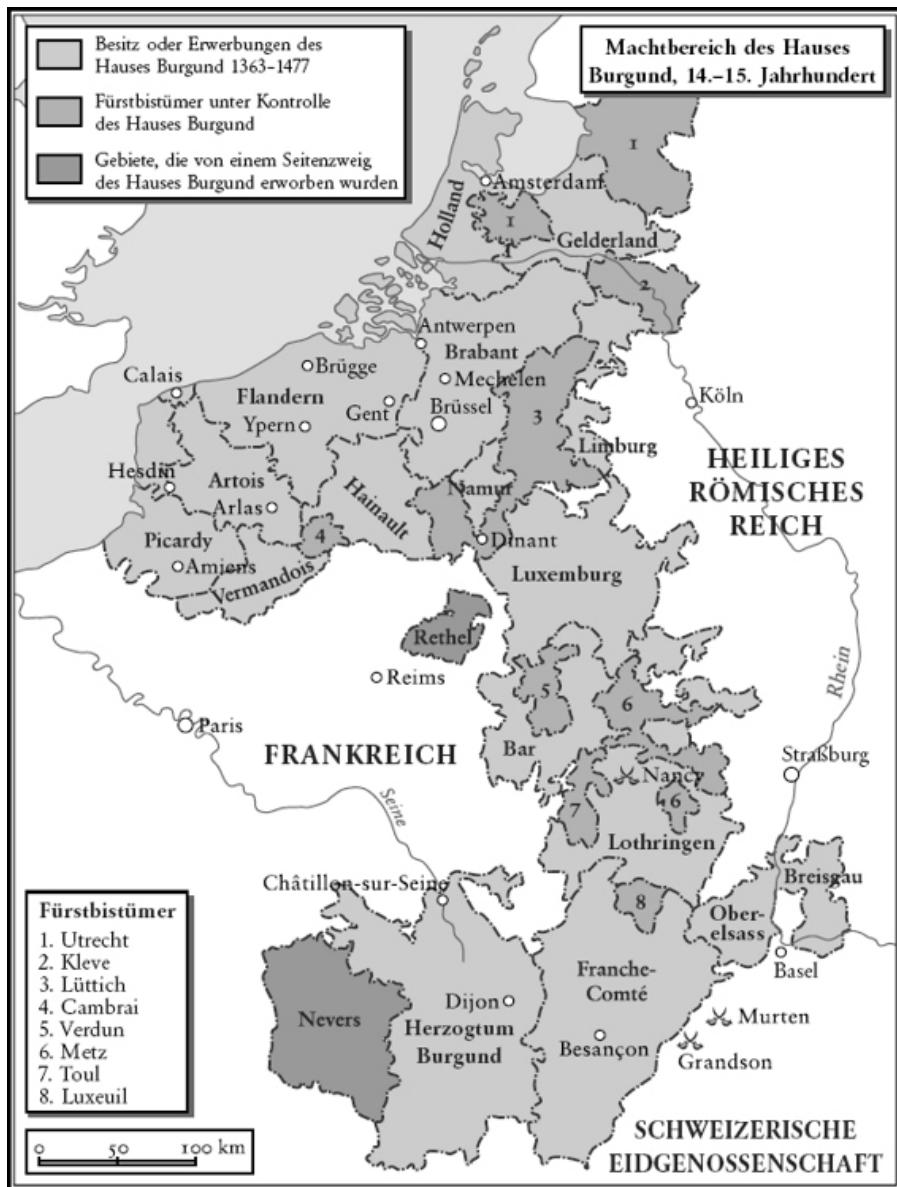 Besitz oder Erwerbungen des
Hauses Burgund 1363–1477
Fürstbistümer unter Kontrolle
des Hauses Burgund
Gebiete, die von einem Seitenzweig
des Hauses Burgund erworben wurden
Machtbereich des Hauses
Burgund, 14.–15. Jahrhundert
1
Amsterdam
Holland
1
1
Gelderland
2
Antwerpen
Brabant
Brügge
Mechelen
Calais
Flandern
Gent
Brüssel
Ypern
3
Köln
Limburg
HEILIGES
RÖMISCHES
REICH
Hesdin
Artois
Arlas
Hainault
Namur
Picardy
4
Dinant
Amiens
Vermandois
Luxemburg
Rethel
Reims
5
6
Rhein
Paris
FRANKREICH
Bar
Straßburg
Nancy
Seine
7
6
Lothringen
Châtillon-sur-Seine
Breisgau
8
Ober-
elsass
Basel
Franche-
Comté
Nevers
Dijon
Herzogtum
Burgund
Besançon
Murten
Grandson
SCHWEIZERISCHE
EIDGENOSSENSCHAFT
Fürstbistümer
1. Utrecht
2. Kleve
3. Lüttich
4. Cambrai
5. Verdun
6. Metz
7. Toul
8. Luxeuil
0 50 100 km